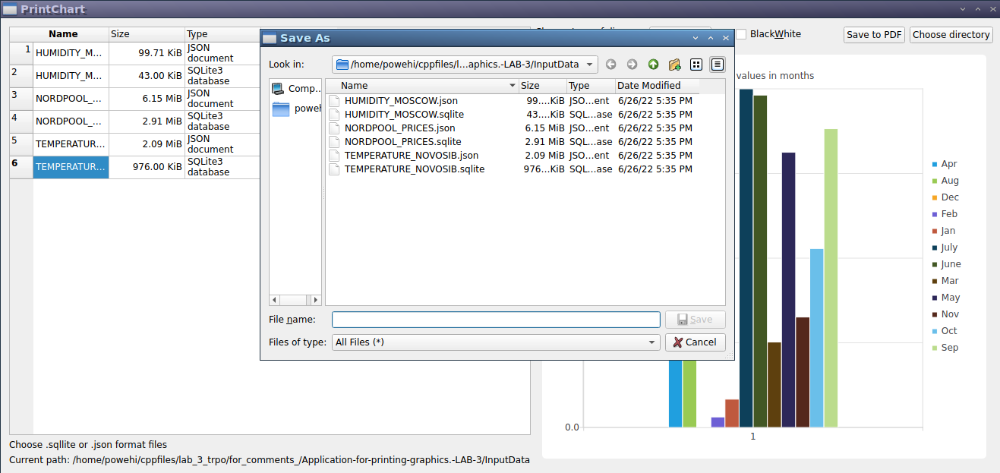 PrintChart
Name Size Type
1 HUMIDITY_M... 99.71 KiB JSON document
2 HUMIDITY_M... 43.00 KiB SQLite3 database
3 NORDPOOL_... 6.15 MiB JSON document
4 NORDPOOL_... 2.91 MiB SQLite3 database
5 TEMPERATUR... 2.09 MiB JSON document
6 TEMPERATUR... 976.00 KiB SQLite3 database
Save As
Look in: /home/powehi/cppfiles/l...aphics.-LAB-3/InputData
Comp...
poweh
Name Size Type Date Modified
HUMIDITY_MOSCOW.json 99....KiB JSO...ent 6/26/22 5:35 PM
HUMIDITY_MOSCOW.sqlite 43....KiB SQL...ase 6/26/22 5:35 PM
NORDPOOL_PRICES.json 6.15 MiB JSO...ent 6/26/22 5:35 PM
NORDPOOL_PRICES.sqlite 2.91 MiB SQL...ase 6/26/22 5:35 PM
TEMPERATURE_NOVOSIB.json 2.09 MiB JSO...ent 6/26/22 5:35 PM
TEMPERATURE_NOVOSIB.sqlite 976...KiB SQL...ase 6/26/22 5:35 PM
File name: Save
Files of type: All Files (*) Cancel
BlackWhite Save to PDF Choose directory
values in months
Apr
Aug
Dec
Feb
Jan
July
June
Mar
May
Nov
Oct
Sep
0.0
1
Choose .sqllite or .json format files
Current path: /home/powehi/cppfiles/lab_3_trpo/for_comments_/Application-for-printing-graphics.-LAB-3/InputData